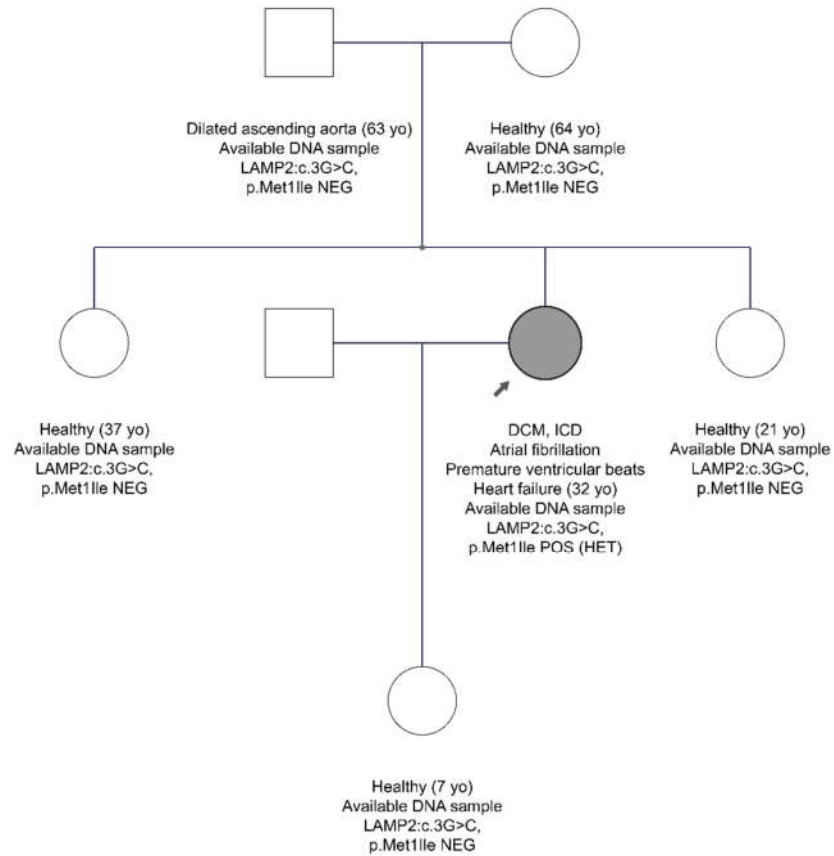 Dilated ascending aorta (63 yo)
Available DNA sample
LAMP2:c.3G>C,
p.Met1Ile NEG
Healthy (64 yo)
Available DNA sample
LAMP2:c.3G>C,
p.Met1Ile NEG
Healthy (37 yo)
Available DNA sample
LAMP2:c.3G>C,
p.Met1Ile NEG
DCM, ICD
Atrial fibrillation
Premature ventricular beats
Heart failure (32 yo)
Available DNA sample
LAMP2:c.3G>C,
p.Met1Ile POS (HET)
Healthy (21 yo)
Available DNA sample
LAMP2:c.3G>C,
p.Met1Ile NEG
Healthy (7 yo)
Available DNA sample
LAMP2:c.3G>C,
p.Met1Ile NEG